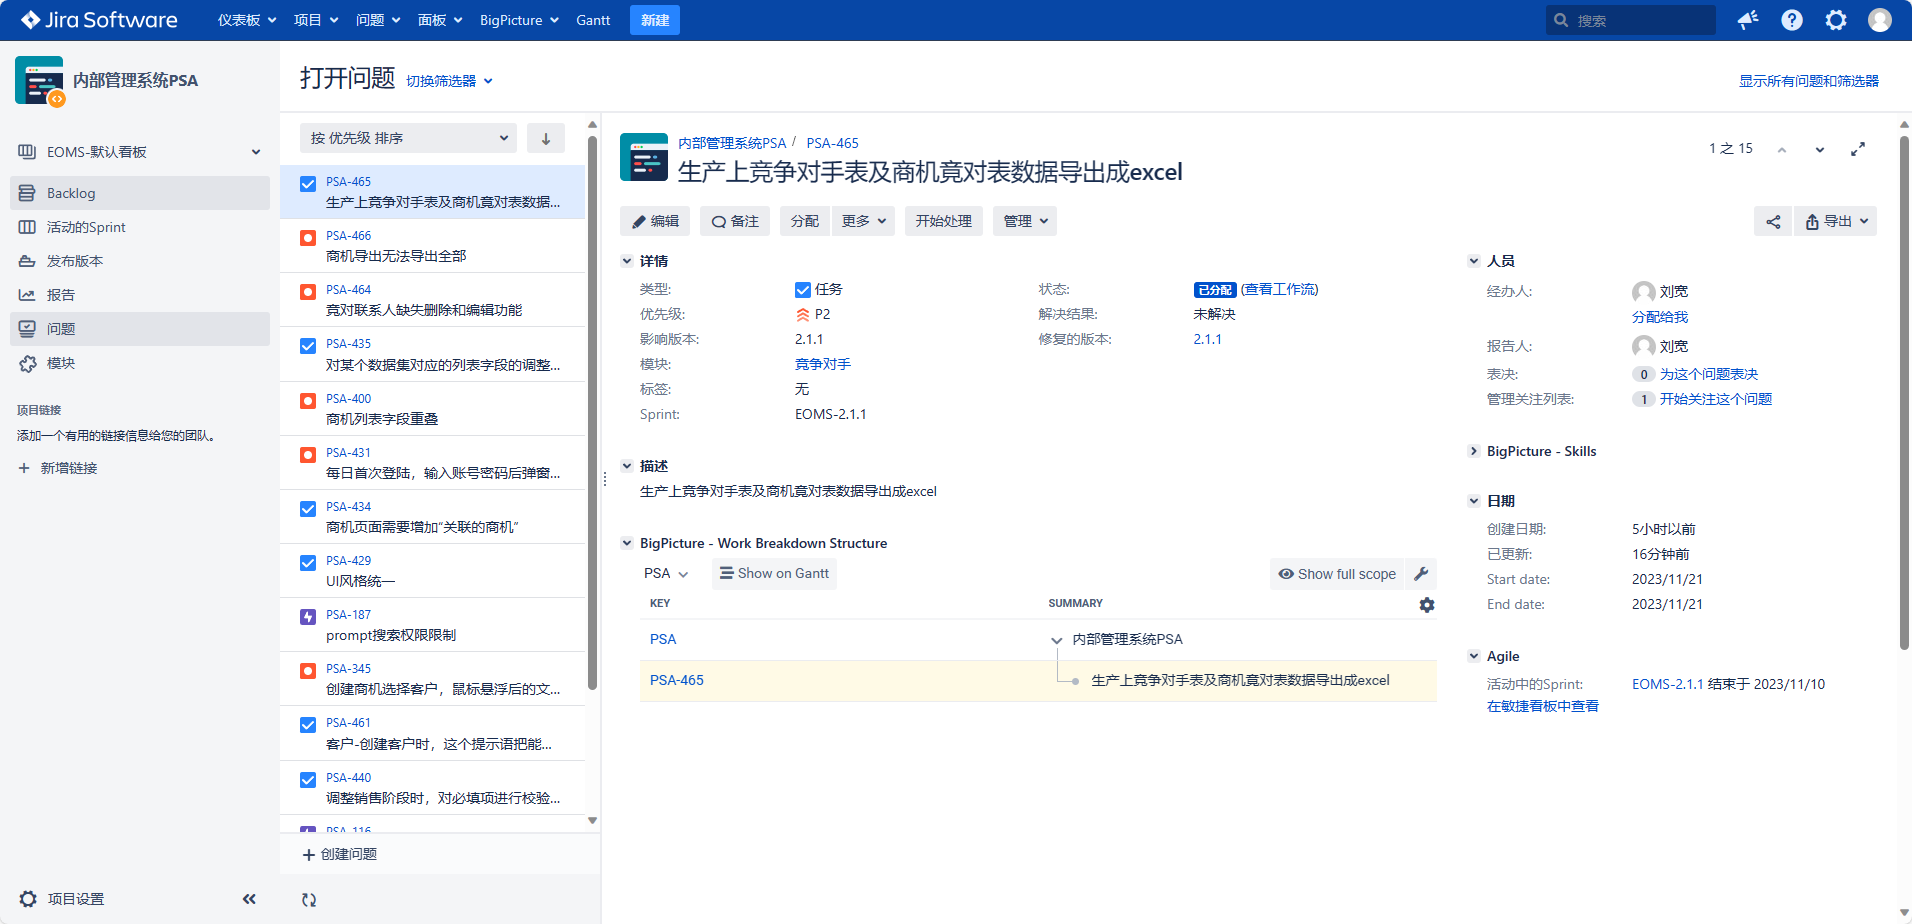 Jira Software
仪表板
项目
问题
面板
BigPicture
Gantt
新建
搜索
内部管理系统PSA
EOMS-默认看板
Backlog
活动的Sprint
发布版本
报告
问题
模块
项目链接
添加一个有用的链接信息给您的团队。
新增链接
项目设置
打开问题 切换筛选器
显示所有问题和筛选器
按 优先级 排序
PSA-465
生产上竞争对手表及商机竟对表数据...
PSA-466
商机导出无法导出全部
PSA-464
竟对联系人缺失删除和编辑功能
PSA-435
对某个数据集对应的列表字段的调整...
PSA-400
商机列表字段重叠
PSA-431
每日首次登陆，输入账号密码后弹窗...
PSA-434
商机页面需要增加“关联的商机”
PSA-429
UI风格统一
PSA-187
prompt搜索权限限制
PSA-345
创建商机选择客户，鼠标悬浮后的文...
PSA-461
客户-创建客户时，这个提示语把能...
PSA-440
调整销售阶段时，对必填项进行校验...
PSA-116
创建问题
内部管理系统PSA / PSA-465
生产上竞争对手表及商机竟对表数据导出成excel
1 之 15
编辑
备注
分配
更多
开始处理
管理
导出
详情
类型: 任务
状态: 已分配 (查看工作流)
优先级: P2
解决结果: 未解决
影响版本: 2.1.1
修复的版本: 2.1.1
模块: 竞争对手
标签: 无
Sprint: EOMS-2.1.1
描述
生产上竞争对手表及商机竟对表数据导出成excel
BigPicture - Work Breakdown Structure
PSA
Show on Gantt
Show full scope
KEY SUMMARY
PSA 内部管理系统PSA
PSA-465 生产上竞争对手表及商机竟对表数据导出成excel
人员
经办人: 刘宽
分配给我
报告人: 刘宽
表决: 0 为这个问题表决
管理关注列表: 1 开始关注这个问题
BigPicture - Skills
日期
创建日期: 5小时以前
已更新: 16分钟前
Start date: 2023/11/21
End date: 2023/11/21
Agile
活动中的Sprint: EOMS-2.1.1 结束于 2023/11/10
在敏捷看板中查看